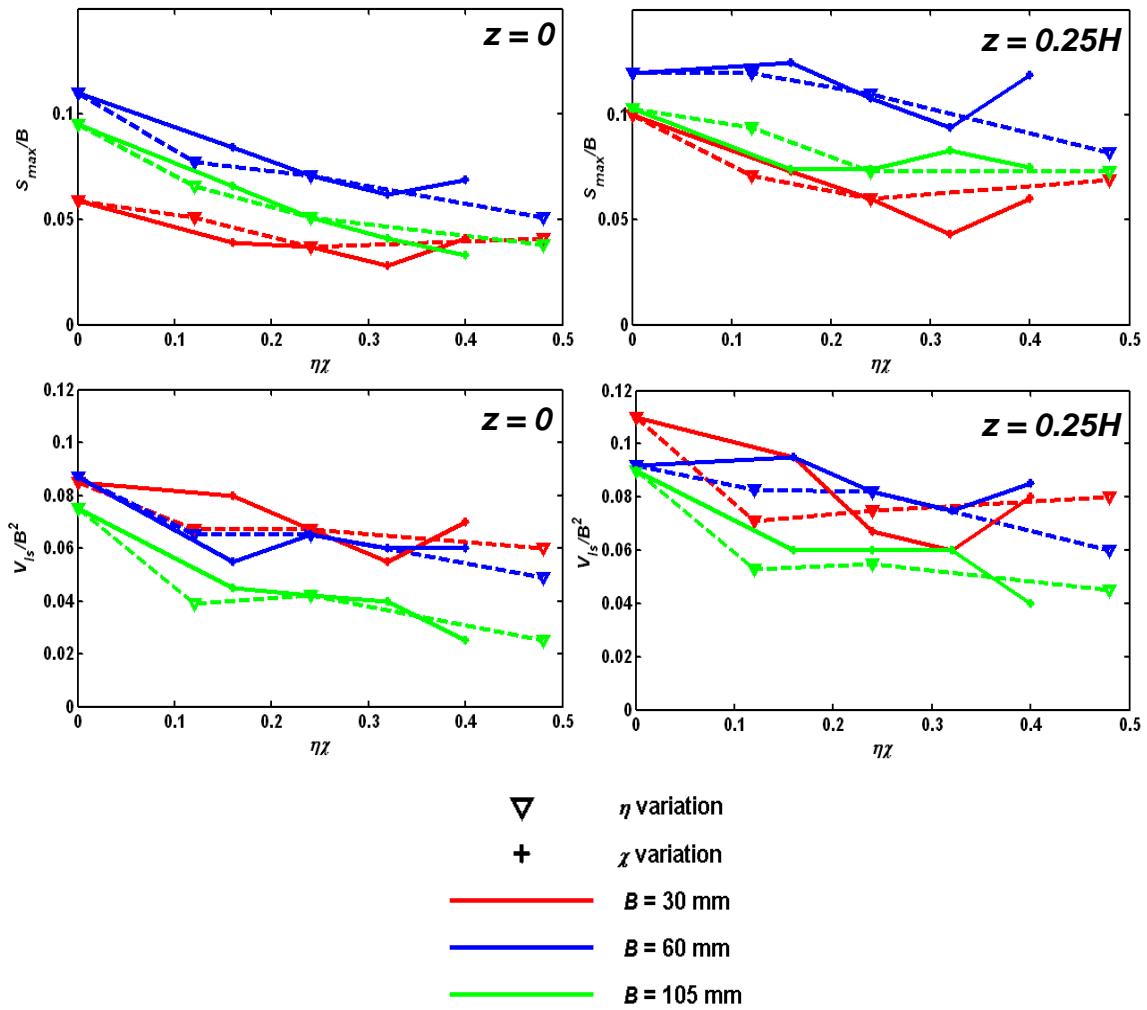 z = 0
S_max/B
0.1
0.05
0
0 0.1 0.2 0.3 0.4 0.5
ηχ
z = 0.25H
S_max/B
0.1
0.05
0
0 0.1 0.2 0.3 0.4 0.5
ηχ
z = 0
V_ls/B²
0.12
0.1
0.08
0.06
0.04
0.02
0
0 0.1 0.2 0.3 0.4 0.5
ηχ
z = 0.25H
V_ls/B²
0.12
0.1
0.08
0.06
0.04
0.02
0
0 0.1 0.2 0.3 0.4 0.5
ηχ
η variation
χ variation
B = 30 mm
B = 60 mm
B = 105 mm